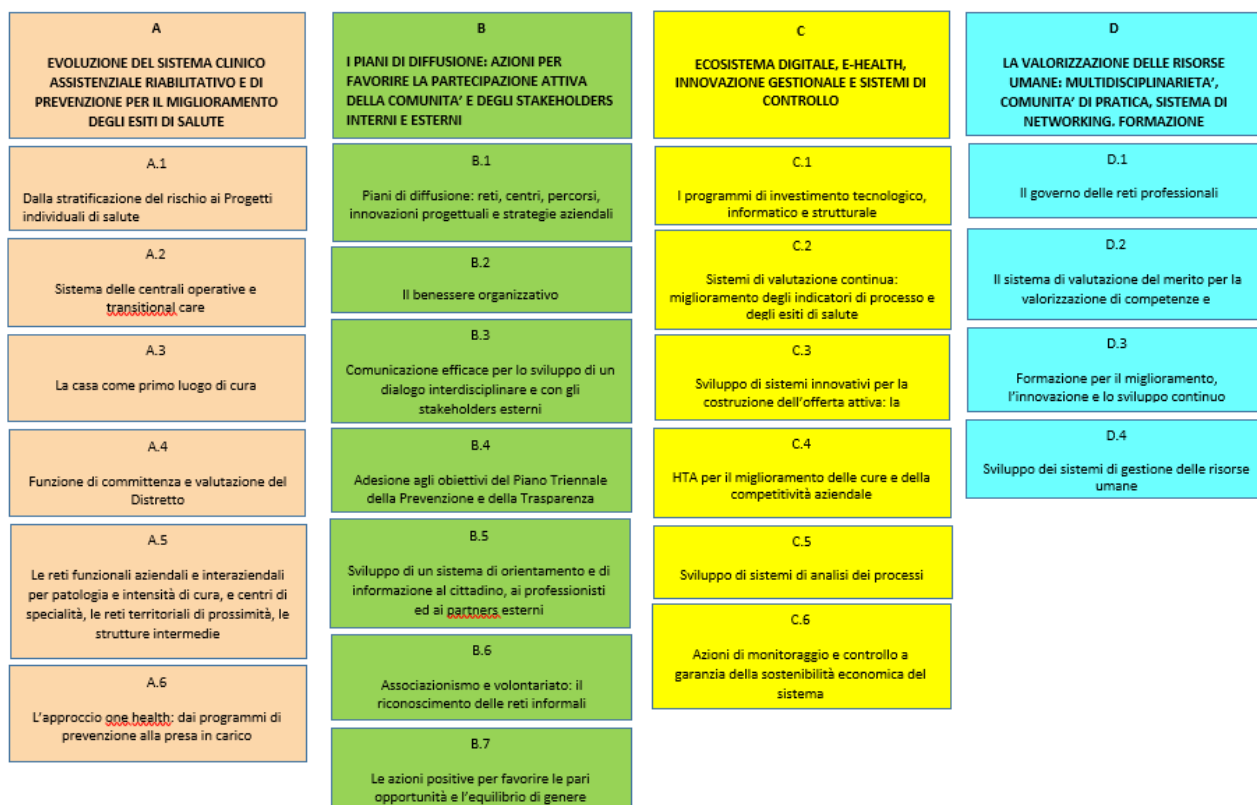 A
EVOLUZIONE DEL SISTEMA CLINICO
ASSISTENZIALE RIABILITATIVO E DI
PREVENZIONE PER IL MIGLIORAMENTO
DEGLI ESITI DI SALUTE
A.1
Dalla stratificazione del rischio ai Progetti
individuali di salute
A.2
Sistema delle centrali operative e
transitional care
A.3
La casa come primo luogo di cura
A.4
Funzione di committenza e valutazione del
Distretto
A.5
Le reti funzionali aziendali e interaziendali
per patologia e intensità di cura, e centri di
specialità, le reti territoriali di prossimità, le
strutture intermedie
A.6
L'approccio one health: dai programmi di
prevenzione alla presa in carico
B
I PIANI DI DIFFUSIONE: AZIONI PER
FAVORIRE LA PARTECIPAZIONE ATTIVA
DELLA COMUNITA' E DEGLI STAKEHOLDERS
INTERNI E ESTERNI
B.1
Piani di diffusione: reti, centri, percorsi,
innovazioni progettuali e strategie aziendali
B.2
Il benessere organizzativo
B.3
Comunicazione efficace per lo sviluppo di un
dialogo interdisciplinare e con gli
stakeholders esterni
B.4
Adesione agli obiettivi del Piano Triennale
della Prevenzione e della Trasparenza
B.5
Sviluppo di un sistema di orientamento e di
informazione al cittadino, ai professionisti
ed ai partners esterni
B.6
Associazionismo e volontariato: il
riconoscimento delle reti informali
B.7
Le azioni positive per favorire le pari
opportunità e l'equilibrio di genere
C
ECOSISTEMA DIGITALE, E-HEALTH,
INNOVAZIONE GESTIONALE E SISTEMI DI
CONTROLLO
C.1
I programmi di investimento tecnologico,
informatico e strutturale
C.2
Sistemi di valutazione continua:
miglioramento degli indicatori di processo e
degli esiti di salute
C.3
Sviluppo di sistemi innovativi per la
costruzione dell'offerta attiva: la
C.4
HTA per il miglioramento delle cure e della
competitività aziendale
C.5
Sviluppo di sistemi di analisi dei processi
C.6
Azioni di monitoraggio e controllo a
garanzia della sostenibilità economica del
sistema
D
LA VALORIZZAZIONE DELLE RISORSE
UMANE: MULTIDISCIPLINARIETA',
COMUNITA' DI PRATICA, SISTEMA DI
NETWORKING. FORMAZIONE
D.1
Il governo delle reti professionali
D.2
Il sistema di valutazione del merito per la
valorizzazione di competenze e
D.3
Formazione per il miglioramento,
l'innovazione e lo sviluppo continuo
D.4
Sviluppo dei sistemi di gestione delle risorse
umane